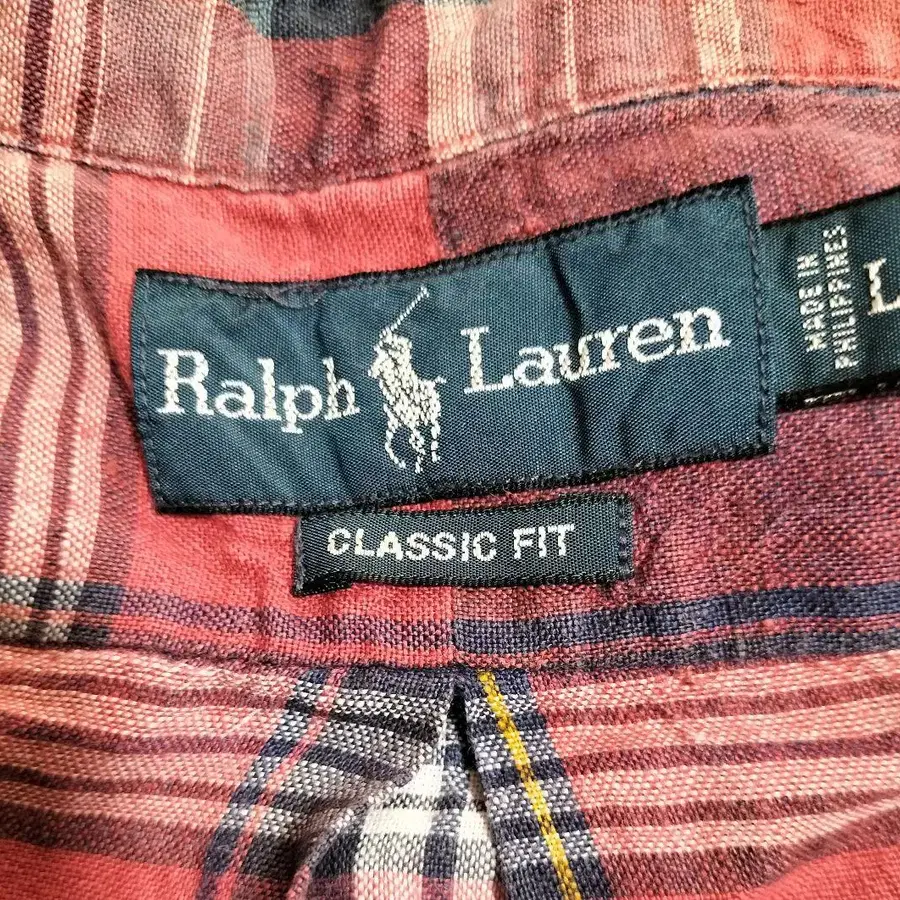 Ralph Lauren
CLASSIC FIT
MADE IN
PHILIPPINES
L